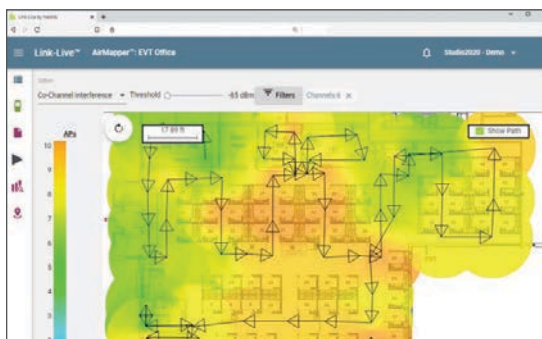 Link-Live by NetAlly
Link-Live™ AirMapper™: EVT Office
Studio2020 - Demo
Co-Channel Interference
Threshold
-85 dBm
Filters
Channels 6 ×
APs
17.89 ft
Show Path
10
9
8
7
6
5
4
3